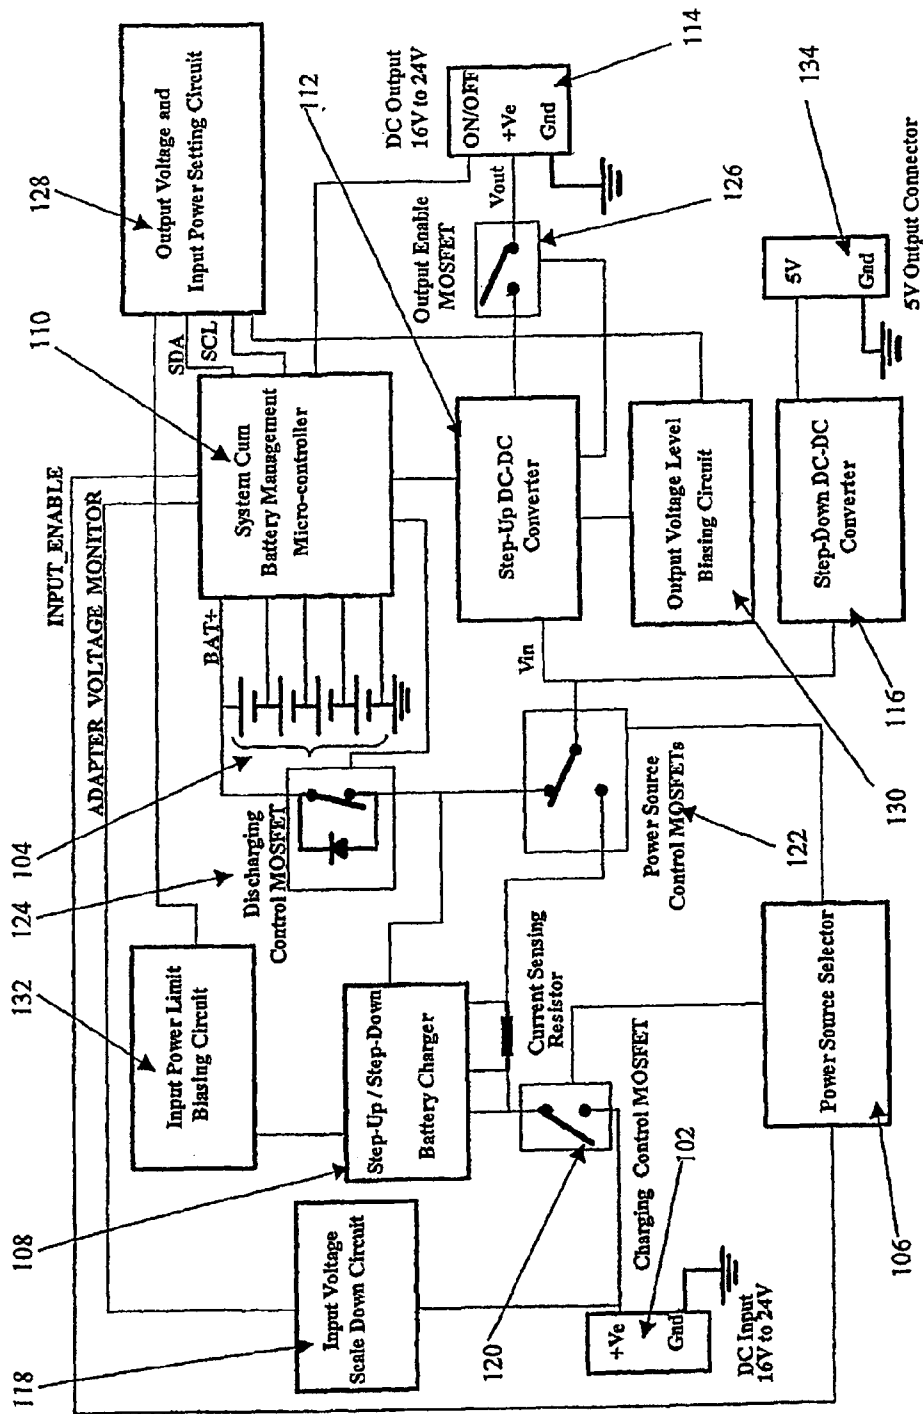 128
Output Voltage and
Input Power Setting Circuit
110
SDA
SCL
System Cum
Battery Management
Micro-controller
INPUT_ENABLE
ADAPTER VOLTAGE MONITOR
BAT+
104
124
Discharging
Control MOSFET
132
Input Power Limit
Biasing Circuit
108
Step-Up / Step-Down
Battery Charger
118
Input Voltage
Scale Down Circuit
112
Step-Up DC-DC
Converter
Vin
Output Enable
MOSFET
126
Vout
DC Output
16V to 24V
ON/OFF
+Ve
Gnd
114
Output Voltage Level
Biasing Circuit
130
Step-Down DC-DC
Converter
116
5V
Gnd
134
5V Output Connector
Power Source
Control MOSFETs
122
Current Sensing
Resistor
Charging Control MOSFET
120
102
+Ve
Gnd
DC Input
16V to 24V
Power Source Selector
106